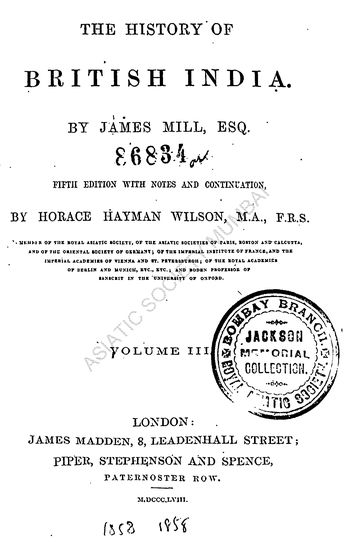 THE HISTORY OF
BRITISH INDIA.
BY JAMES MILL, ESQ.
86834
FIFTH EDITION WITH NOTES AND CONTINUATION,
BY HORACE HAYMAN WILSON, M.A., F.R.S.
MEMBER OF THE ROYAL ASIATIC SOCIETY, OF THE ASIATIC SOCIETIES OF PARIS, BOSTON AND CALCUTTA,
AND OF THE ORIENTAL SOCIETY OF GERMANY; OF THE IMPERIAL INSTITUTE OF FRANCE, AND THE
IMPERIAL ACADEMIES OF VIENNA AND ST. PETERSBURGH; OF THE ROYAL ACADEMIES
OF BERLIN AND MUNICH, ETC., ETC.; AND BODEN PROFESSOR OF
SANSCRIT IN THE UNIVERSITY OF OXFORD.
ASIATIC SOCIETY MUMBAI
VOLUME III.
BOMBAY BRANCH
ROYAL ASIATIC SOCIETY
JACKSON
MEMORIAL
COLLECTION.
LONDON:
JAMES MADDEN, 8, LEADENHALL STREET;
PIPER, STEPHENSON AND SPENCE,
PATERNOSTER ROW.
M.DCCC.LVIII.
1858 1858